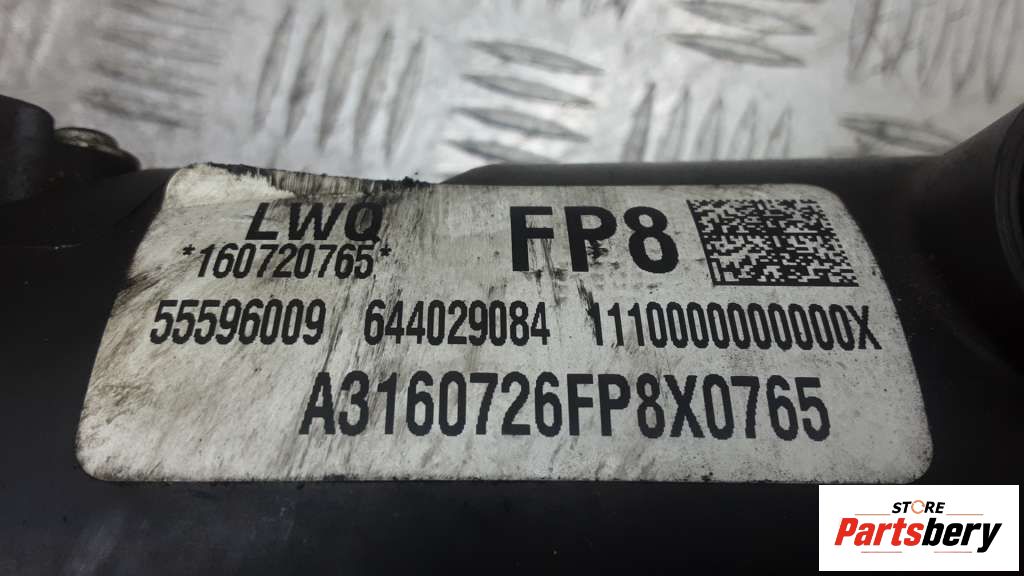 LWQ FP8
*160720765*
55596009 644029084 1110000000000X
A3160726FP8X0765
STORE
Partsbery